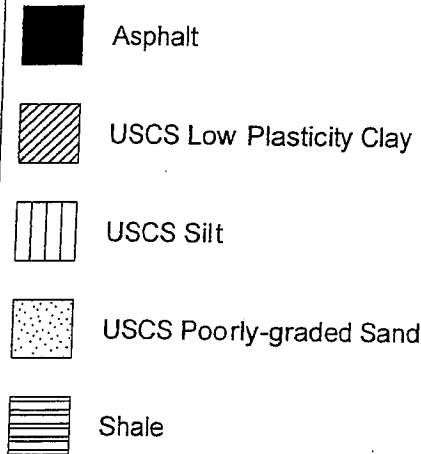 Asphalt
USCS Low Plasticity Clay
USCS Silt
USCS Poorly-graded Sand
Shale